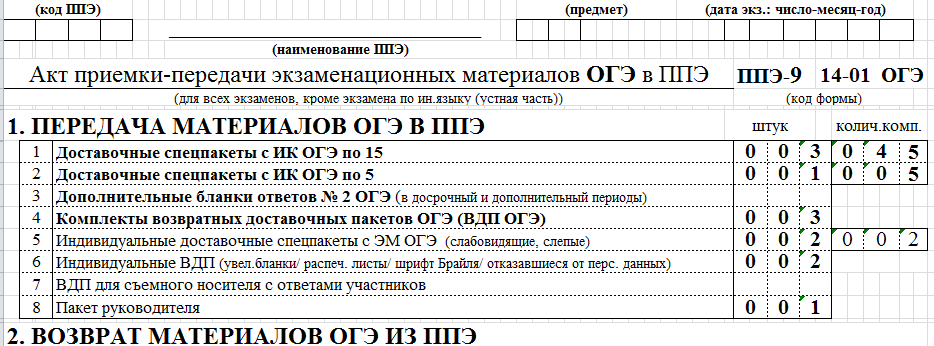 (код ППЭ) (предмет) (дата экз.: число-месяц-год)
(наименование ППЭ)
Акт приемки-передачи экзаменационных материалов ОГЭ в ППЭ ППЭ-9 14-01 ОГЭ
(для всех экзаменов, кроме экзамена по ин.языку (устная часть)) (код формы)
1. ПЕРЕДАЧА МАТЕРИАЛОВ ОГЭ В ППЭ штук колич.комп.
1 Доставочные спецпакеты с ИК ОГЭ по 15 0 0 3 0 4 5
2 Доставочные спецпакеты с ИК ОГЭ по 5 0 0 1 0 0 5
3 Дополнительные бланки ответов № 2 ОГЭ (в досрочный и дополнительный периоды)
4 Комплекты возвратных доставочных пакетов ОГЭ (ВДП ОГЭ) 0 0 3
5 Индивидуальные доставочные спецпакеты с ЭМ ОГЭ (слабовидящие, слепые) 0 0 2 0 0 2
6 Индивидуальные ВДП (увел.бланки/ распеч. листы/ шрифт Брайля/ отказавшиеся от перс. данных) 0 0 2
7 ВДП для съемного носителя с ответами участников
8 Пакет руководителя 0 0 1
2. ВОЗВРАТ МАТЕРИАЛОВ ОГЭ ИЗ ППЭ